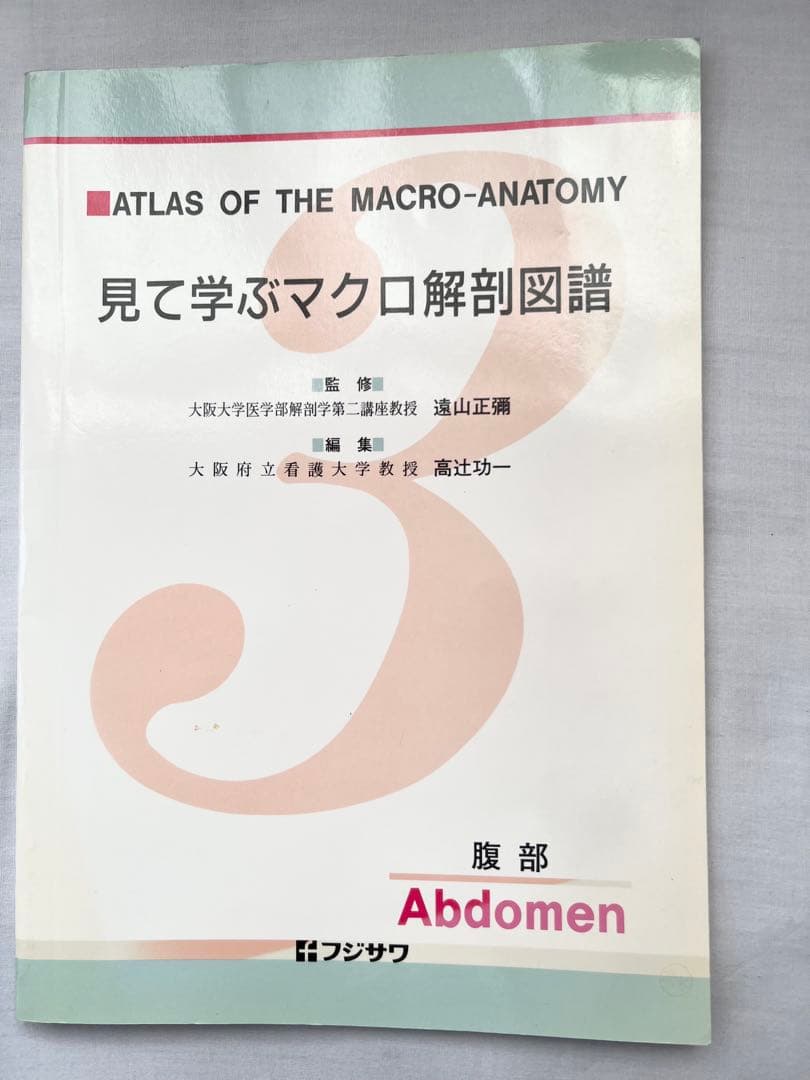 ATLAS OF THE MACRO-ANATOMY
見て学ぶマクロ解剖図譜
3
監 修
大阪大学医学部解剖学第二講座教授 遠山正彌
編 集
大阪府立看護大学教授 高辻功一
腹 部
Abdomen
フジサワ